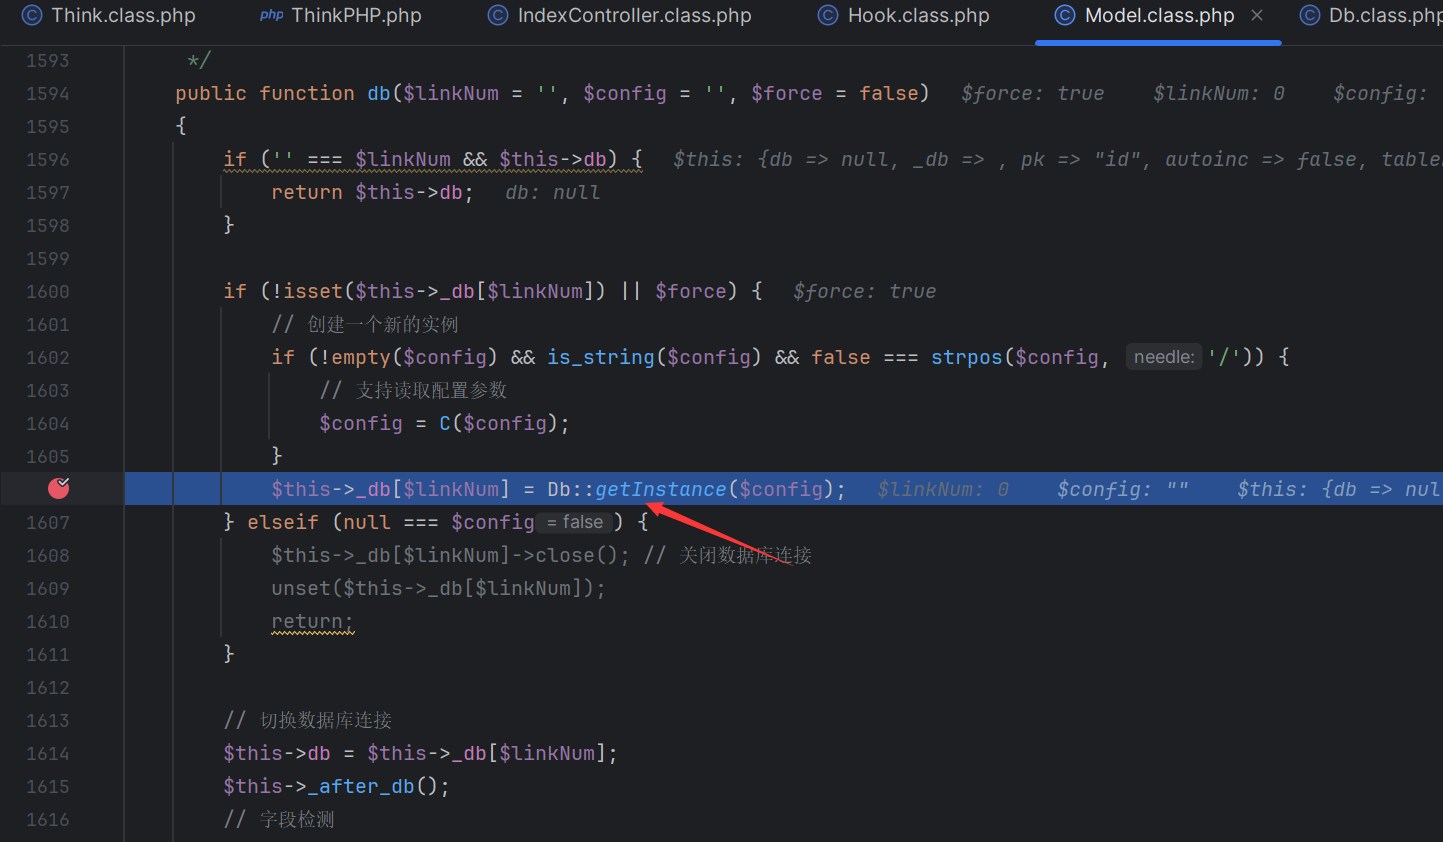 Think.class.php php ThinkPHP.php C IndexController.class.php C Hook.class.php C Model.class.php × C Db.class.php
1593 */
1594 public function db($linkNum = '', $config = '', $force = false) $force: true $linkNum: 0 $config:
1595 {
1596 if ('' === $linkNum && $this->db) { $this: {db => null, _db => , pk => "id", autoinc => false, table
1597 return $this->db; db: null
1598 }
1599
1600 if (!isset($this->_db[$linkNum]) || $force) { $force: true
1601 // 创建一个新的实例
1602 if (!empty($config) && is_string($config) && false === strpos($config, needle: '/')) {
1603 // 支持读取配置参数
1604 $config = C($config);
1605 }
$this->_db[$linkNum] = Db::getInstance($config); $linkNum: 0 $config: "" $this: {db => nul
1607 } elseif (null === $config = false ) {
1608 $this->_db[$linkNum]->close(); // 关闭数据库连接
1609 unset($this->_db[$linkNum]);
1610 return;
1611 }
1612
1613 // 切换数据库连接
1614 $this->db = $this->_db[$linkNum];
1615 $this->_after_db();
1616 // 字段检测